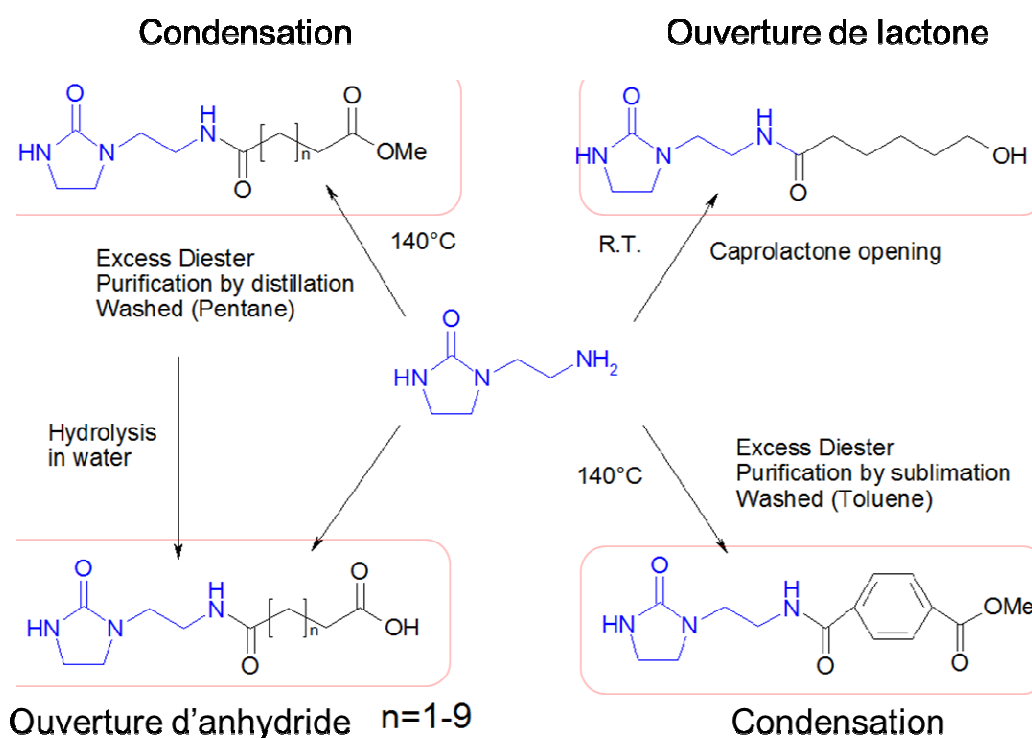 Condensation
Ouverture de lactone
O
HN
N
H
N
O
n
O
OMe
O
HN
N
H
N
O
OH
140°C
Excess Diester
Purification by distillation
Washed (Pentane)
R.T.
Caprolactone opening
O
HN
N
NH2
Hydrolysis
in water
140°C
Excess Diester
Purification by sublimation
Washed (Toluene)
O
HN
N
H
N
O
n
O
OH
O
HN
N
H
N
O
OMe
O
Ouverture d'anhydride n=1-9
Condensation